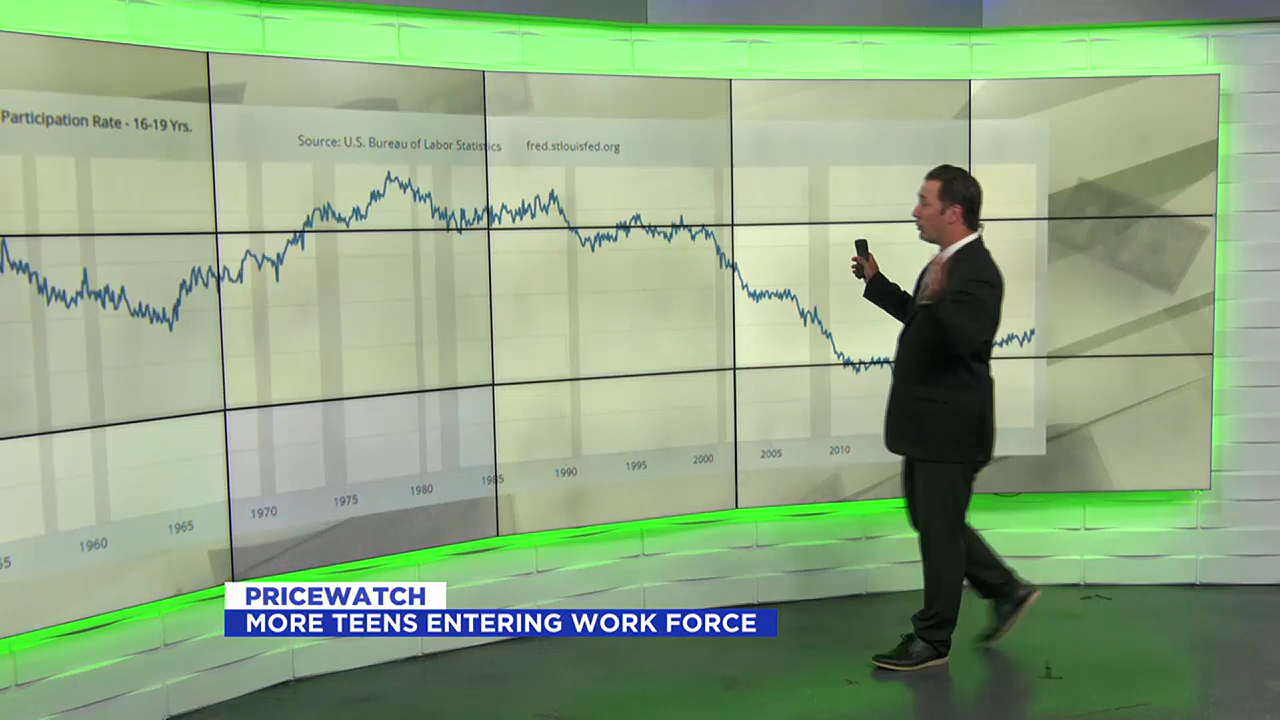 Participation Rate - 16-19 Yrs.
Source: U.S. Bureau of Labor Statistics fred.stlouisfed.org
1960 1965 1970 1975 1980 1985 1990 1995 2000 2005 2010
PRICEWATCH
MORE TEENS ENTERING WORK FORCE